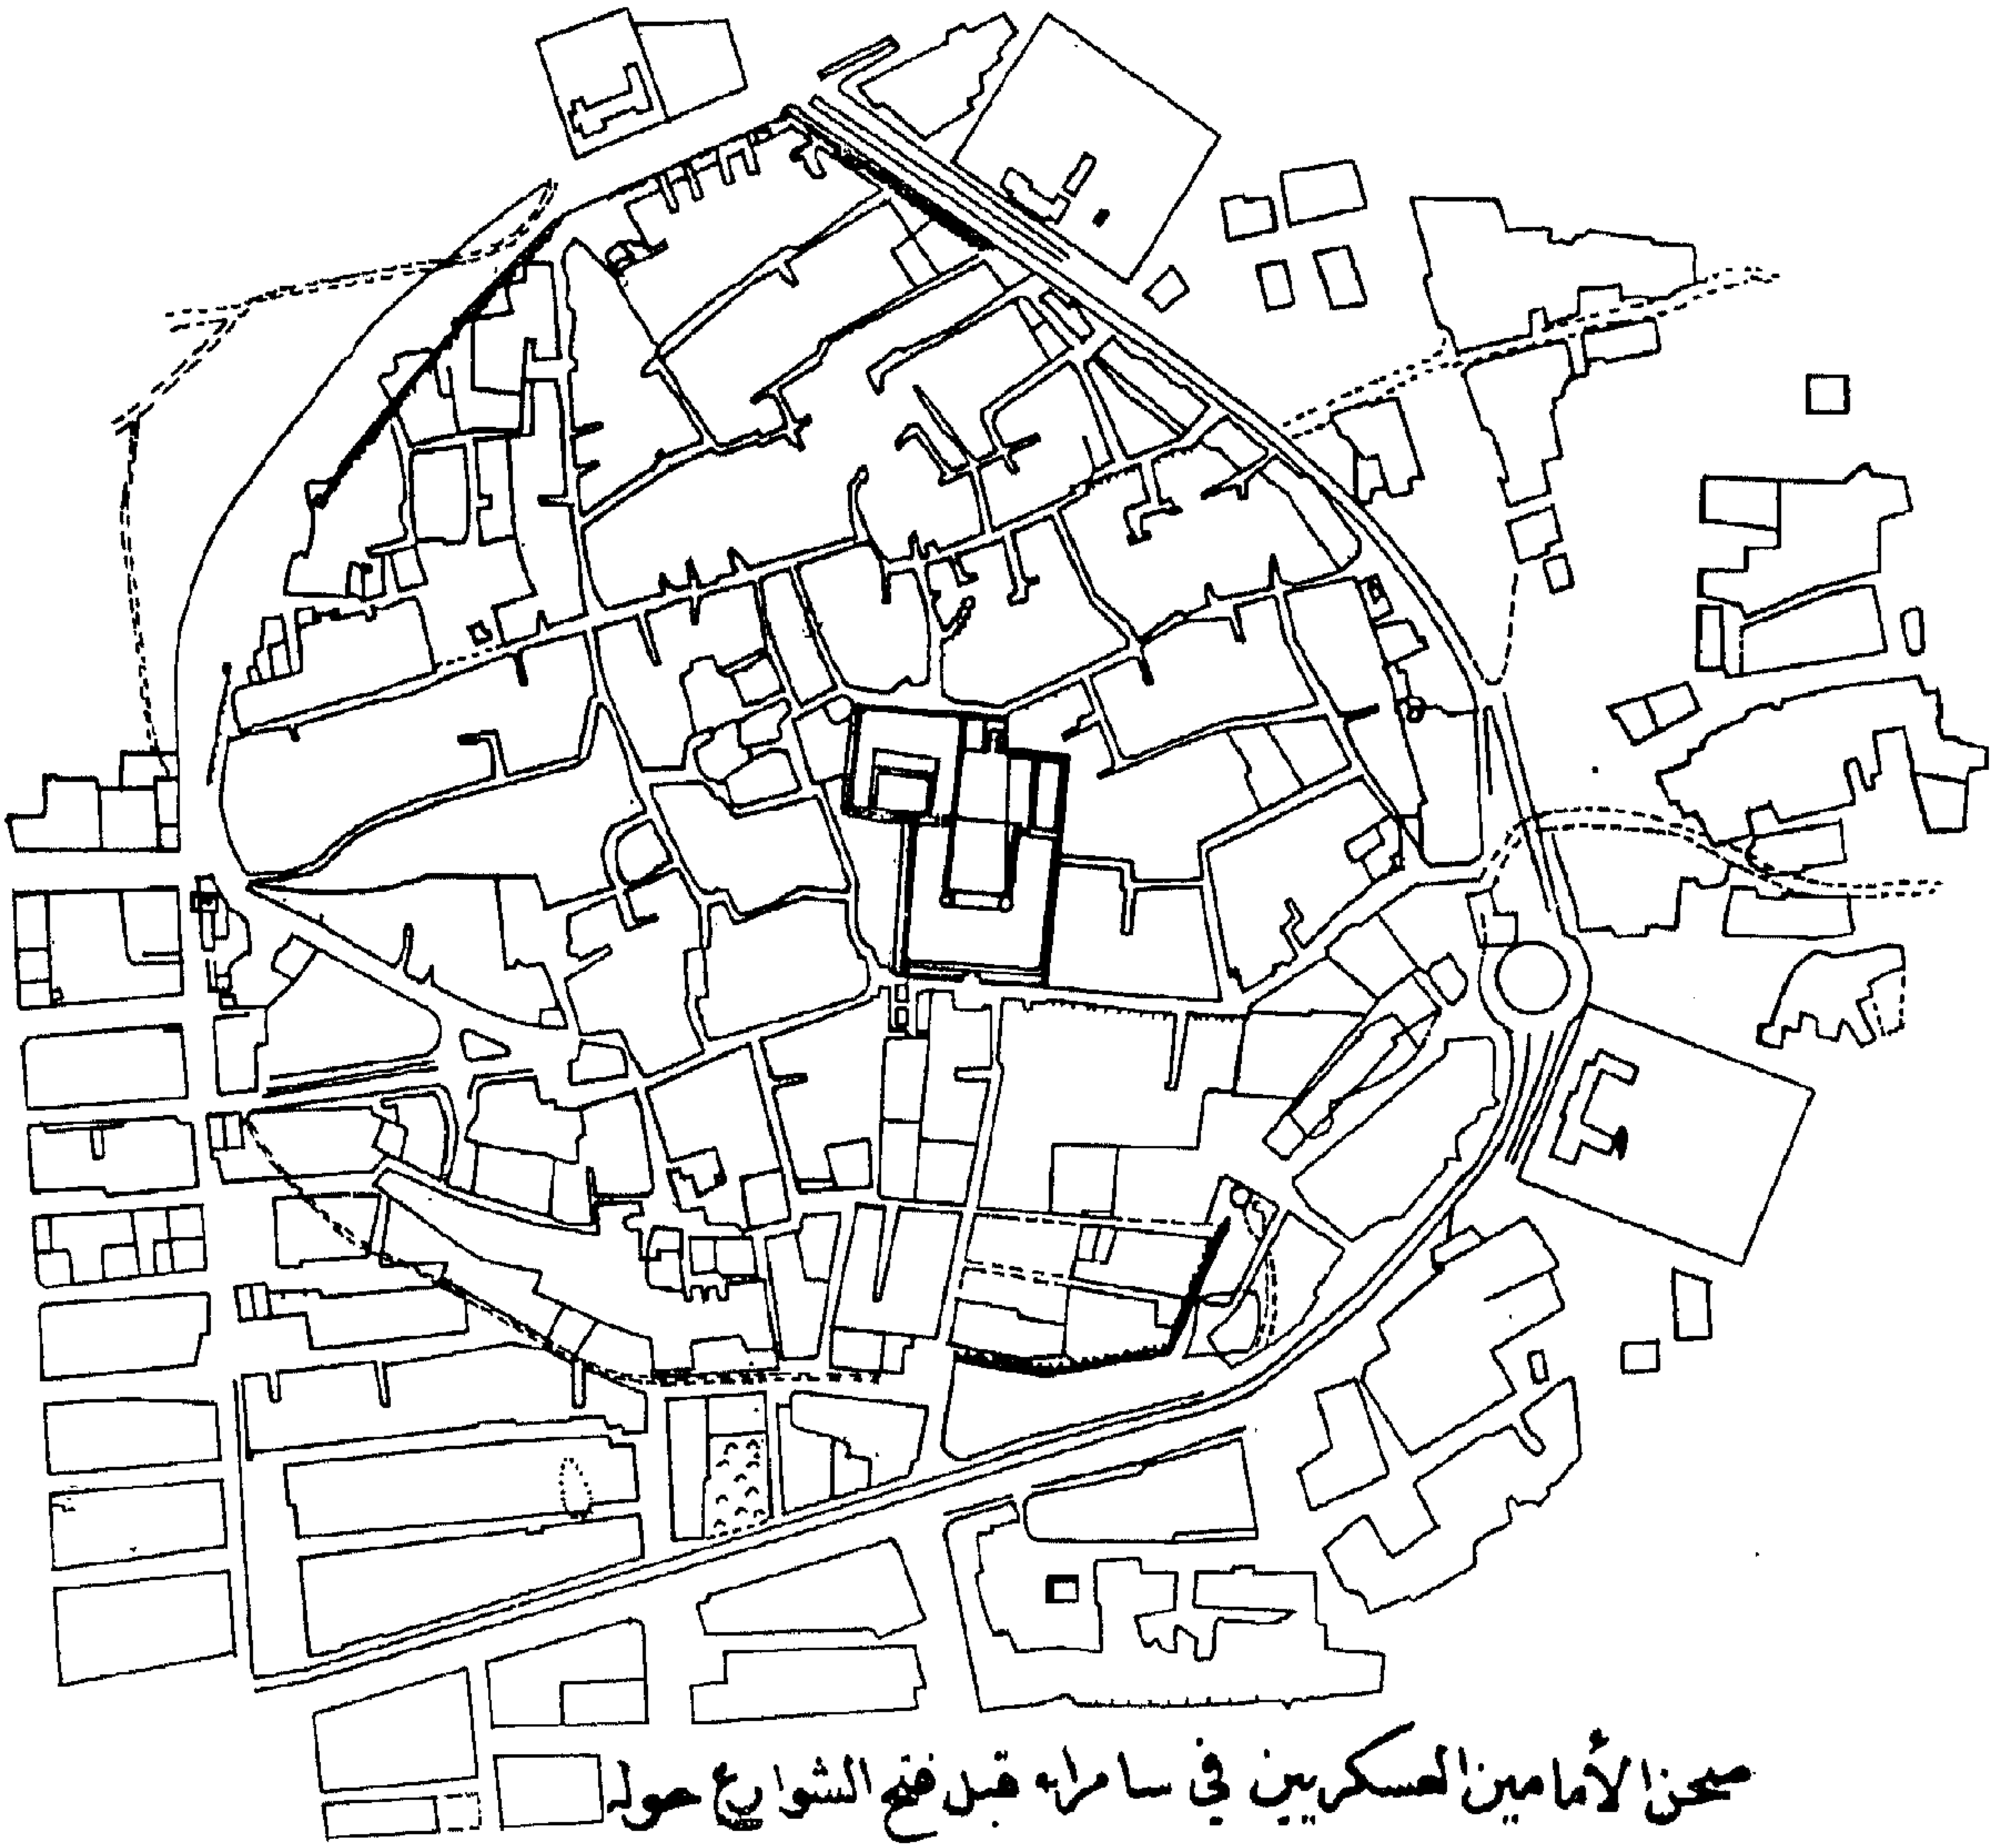 صحن الأمامين العسكريين في سامراء قبل فتح الشوارع حوله